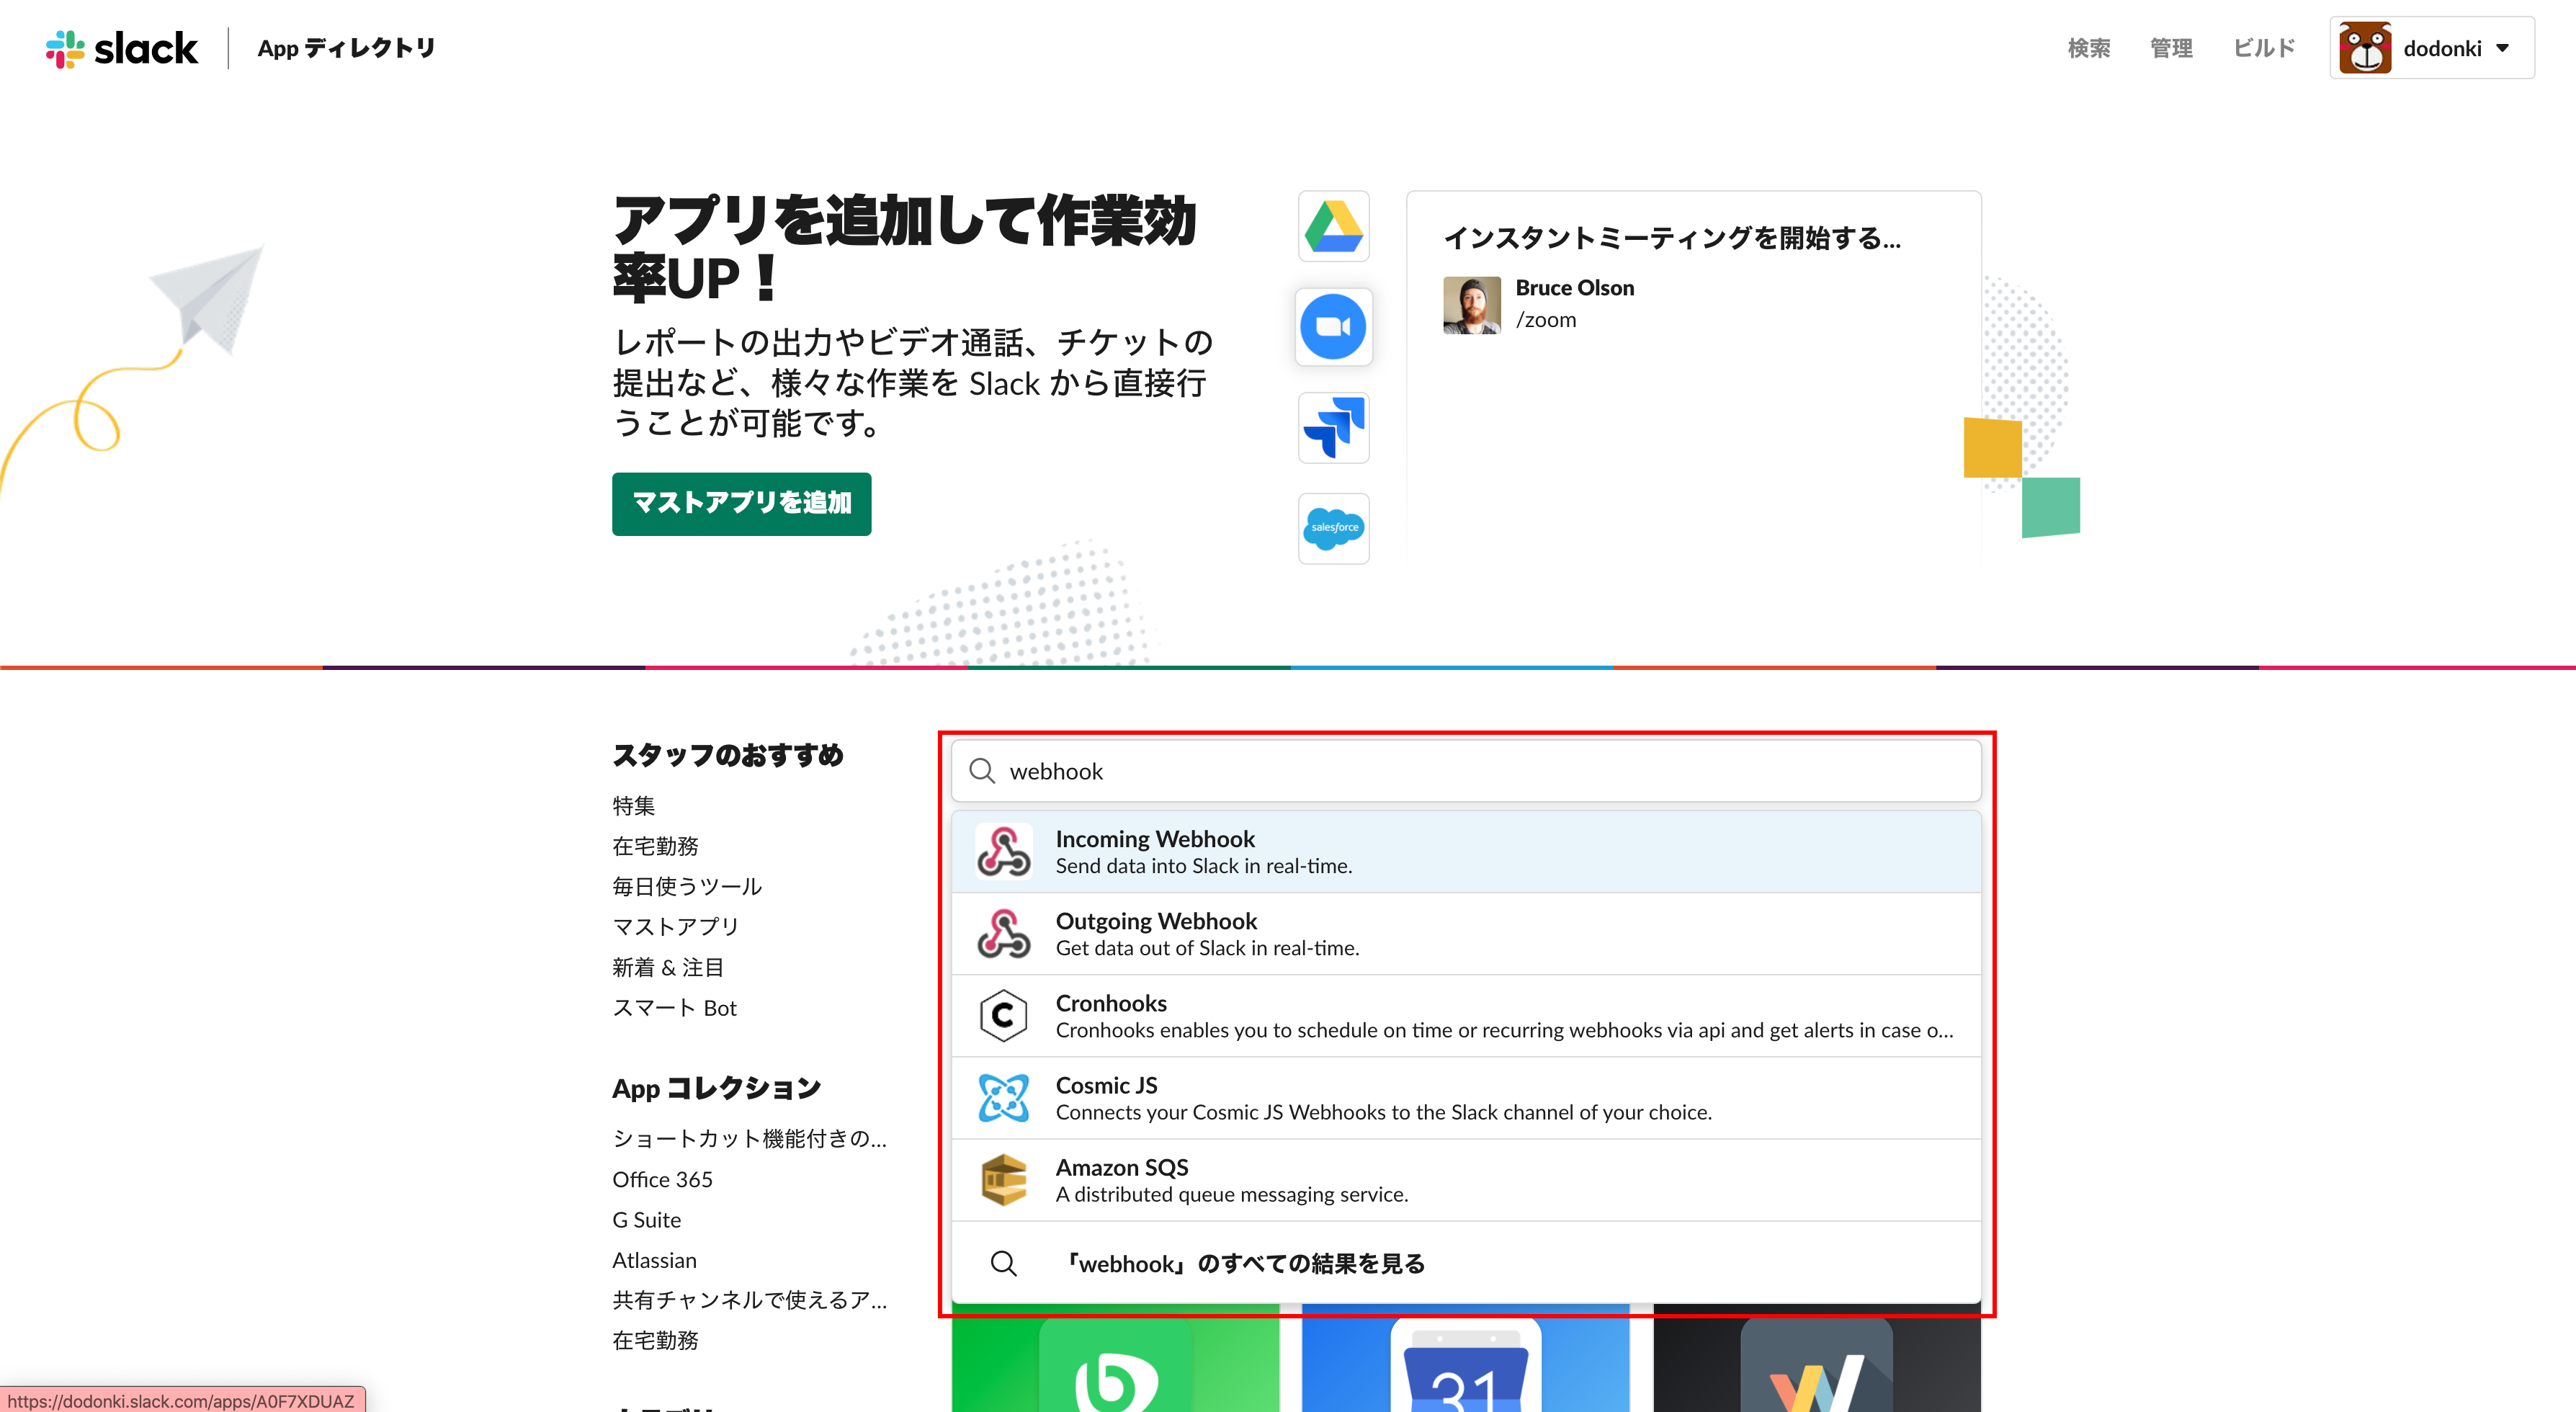 slack
App ディレクトリ
検索
管理
ビルド
dodonki
アプリを追加して作業効
率UP！
レポートの出力やビデオ通話、チケットの
提出など、様々な作業を Slack から直接行
うことが可能です。
マストアプリを追加
salesforce
インスタントミーティングを開始する...
Bruce Olson
/zoom
スタッフのおすすめ
特集
在宅勤務
毎日使うツール
マストアプリ
新着 & 注目
スマート Bot
App コレクション
ショートカット機能付きの...
Office 365
G Suite
Atlassian
共有チャンネルで使えるア...
在宅勤務
webhook
Incoming Webhook
Send data into Slack in real-time.
Outgoing Webhook
Get data out of Slack in real-time.
Cronhooks
Cronhooks enables you to schedule on time or recurring webhooks via api and get alerts in case o...
Cosmic JS
Connects your Cosmic JS Webhooks to the Slack channel of your choice.
Amazon SQS
A distributed queue messaging service.
「webhook」のすべての結果を見る
31
https://dodonki.slack.com/apps/A0F7XDUAZ